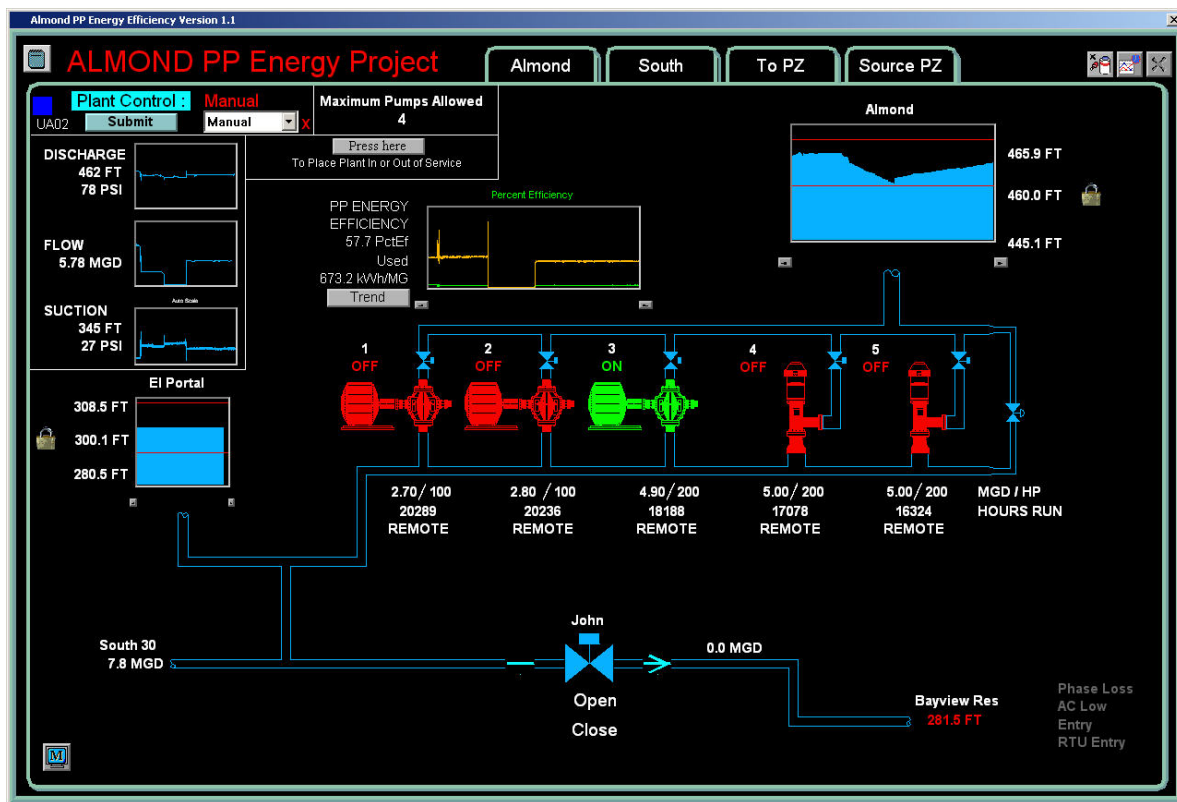 Almond PP Energy Efficiency Version 1.1
ALMOND PP Energy Project
Almond
South
To PZ
Source PZ
UA02
Plant Control :
Manual
Submit
Manual
X
Maximum Pumps Allowed
4
Press here
To Place Plant In or Out of Service
DISCHARGE
462 FT
78 PSI
FLOW
5.78 MGD
Auto Scale
SUCTION
345 FT
27 PSI
PP ENERGY
EFFICIENCY
57.7 PctEf
Used
673.2 kWh/MG
Trend
Percent Efficiency
Almond
465.9 FT
460.0 FT
445.1 FT
El Portal
308.5 FT
300.1 FT
280.5 FT
1
OFF
2
OFF
3
ON
4
OFF
5
OFF
2.70 / 100
20289
REMOTE
2.80 / 100
20236
REMOTE
4.90 / 200
18188
REMOTE
5.00 / 200
17078
REMOTE
5.00 / 200
16324
REMOTE
MGD / HP
HOURS RUN
South 30
7.8 MGD
John
Open
Close
0.0 MGD
Bayview Res
281.5 FT
Phase Loss
AC Low
Entry
RTU Entry
M